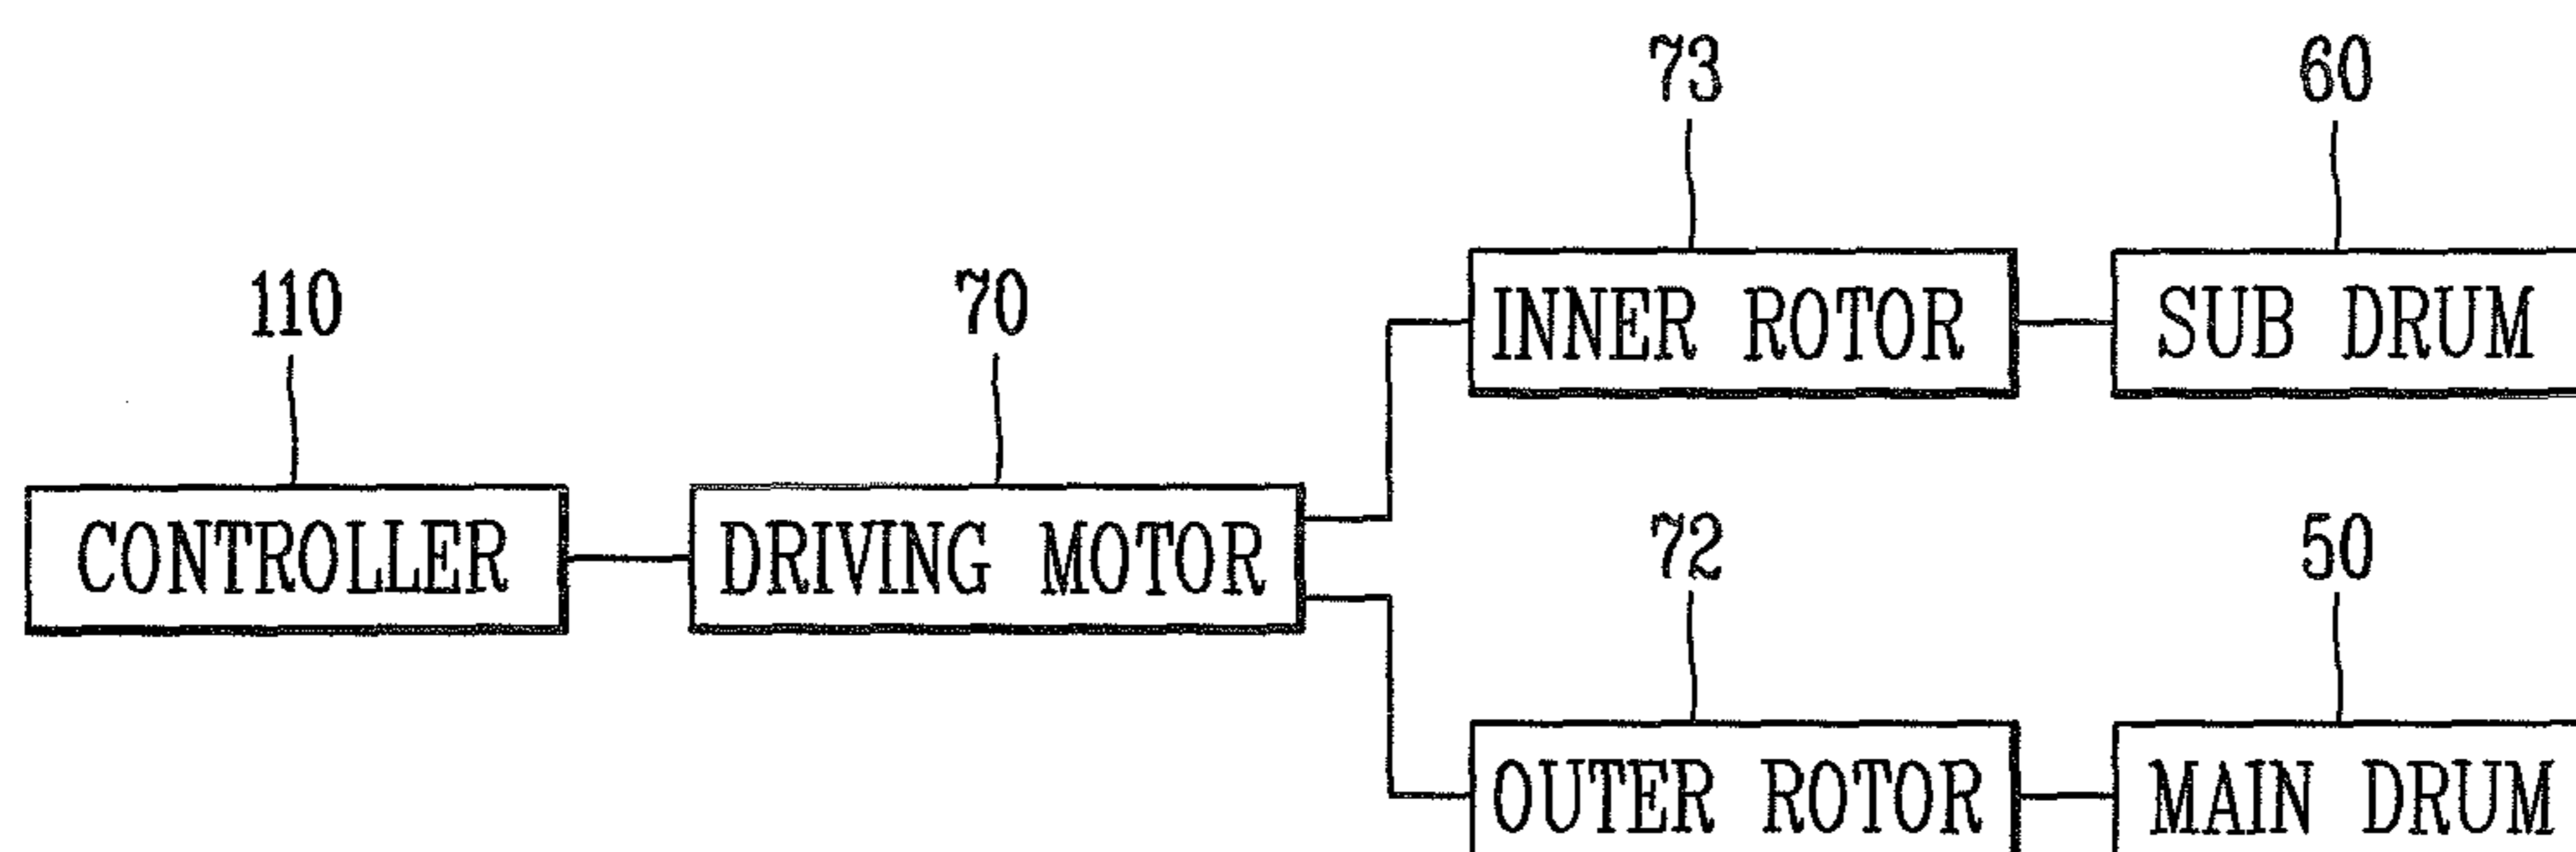 73 60
110 70
INNER ROTOR SUB DRUM
CONTROLLER DRIVING MOTOR
72 50
OUTER ROTOR MAIN DRUM